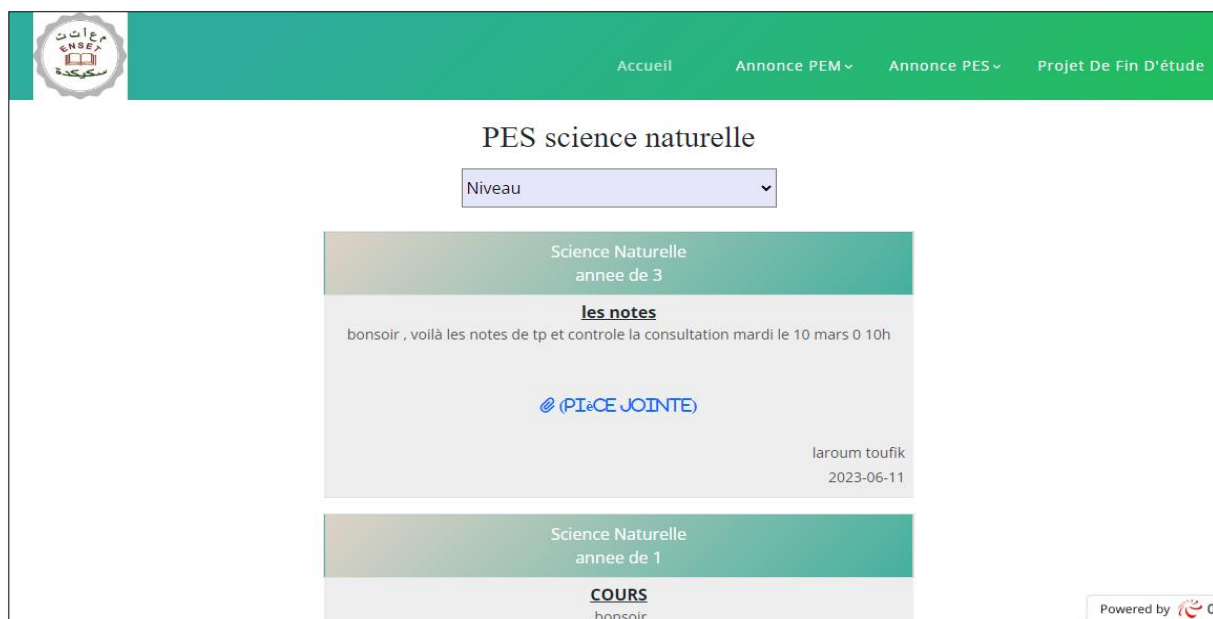 م.ع.أ.ت.ت
ENSET
سكيكدة
Accueil
Annonce PEM
Annonce PES
Projet De Fin D'étude
PES science naturelle
Niveau
Science Naturelle
annee de 3
les notes
bonsoir , voilà les notes de tp et controle la consultation mardi le 10 mars 0 10h
(PIèCE JOINTE)
laroum toufik
2023-06-11
Science Naturelle
annee de 1
COURS
bonsoir
Powered by